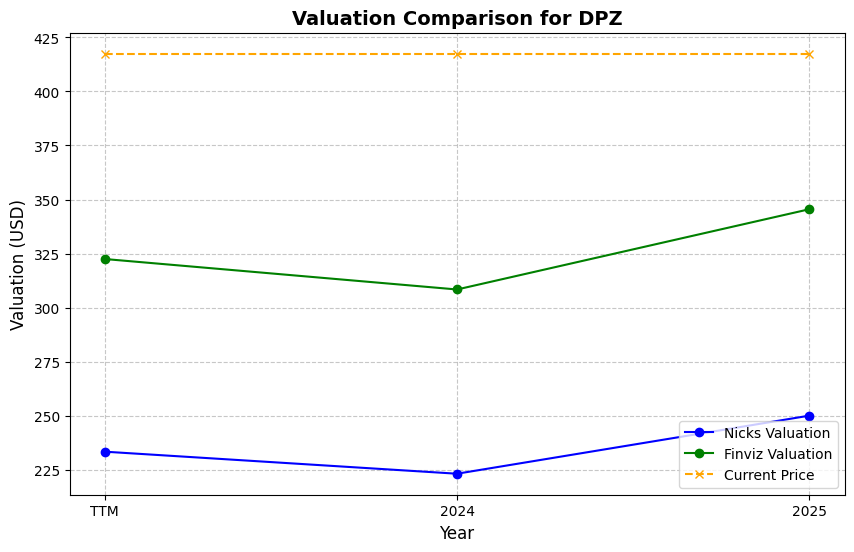 Valuation Comparison for DPZ
Valuation (USD)
425
400
375
350
325
300
275
250
225
TTM
2024
2025
Year
Nicks Valuation
Finviz Valuation
Current Price